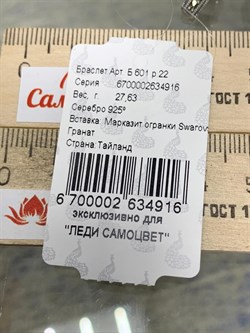 Браслет Арт. Б 601 р 22
Серия 6700002634916
Вес, г. 27,63
Серебро 925°
Вставка: Марказит огранки Swarov
Гранат
Страна: Тайланд
6 700002 634916
эксклюзивно для
"ЛЕДИ САМОЦВЕТ"
ГОСТ 1
ГОСТ 1